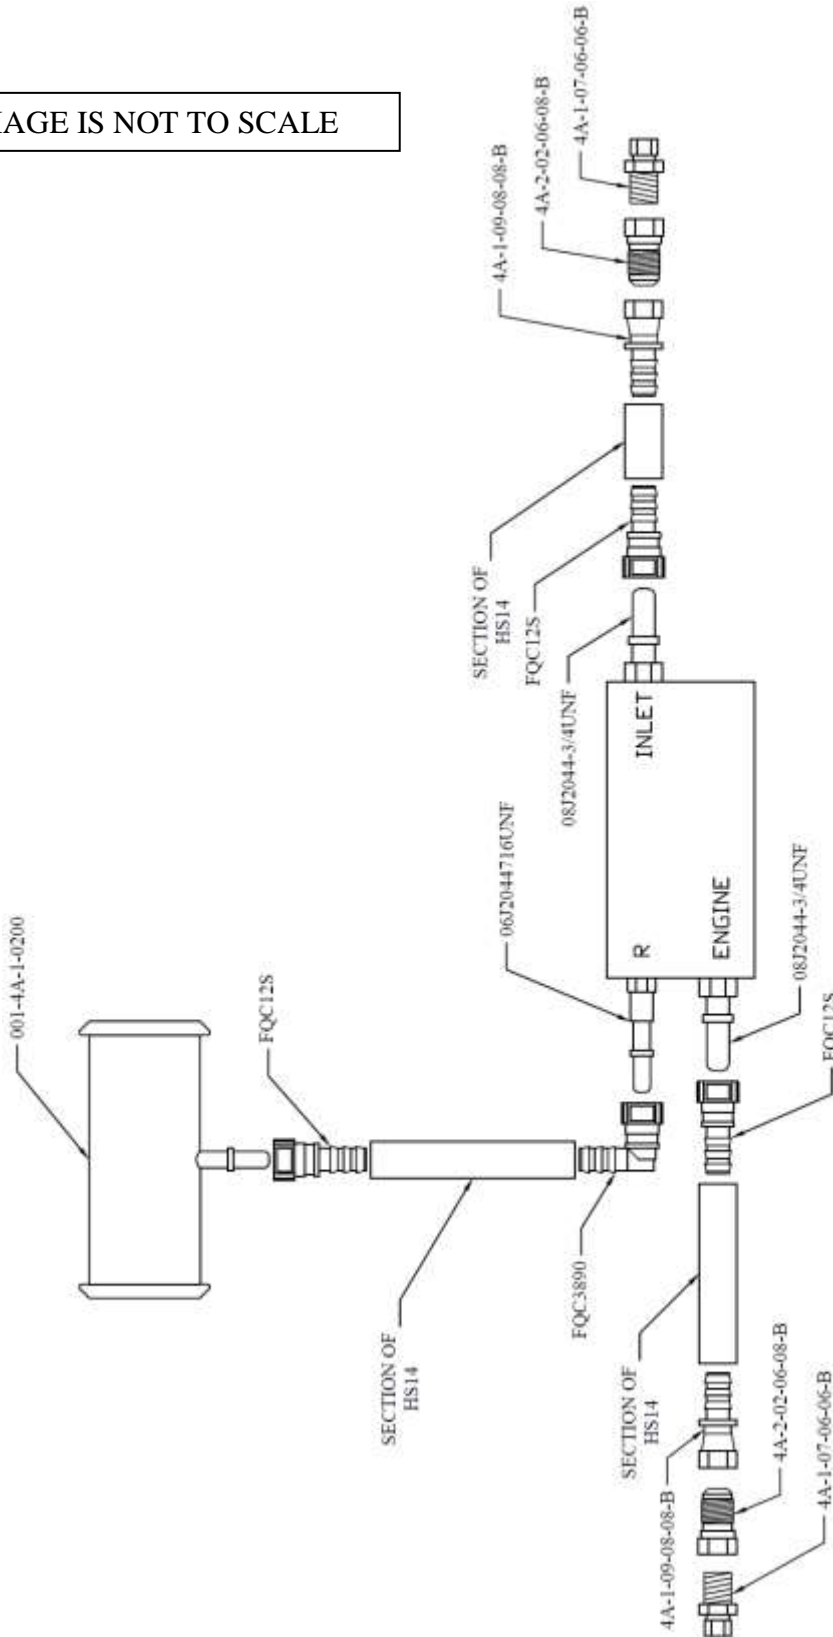 IAGE IS NOT TO SCALE
4A-1-07-06-06-B
4A-2-02-06-08-B
4A-1-09-08-08-B
SECTION OF
HS14
FQC12S
08J2044-3/4UNF
INLET
06J2044716UNF
R
ENGINE
08J2044-3/4UNF
FQC12S
001-4A-1-0200
FQC12S
SECTION OF
HS14
FQC3890
SECTION OF
HS14
4A-1-09-08-08-B
4A-2-02-06-08-B
4A-1-07-06-06-B